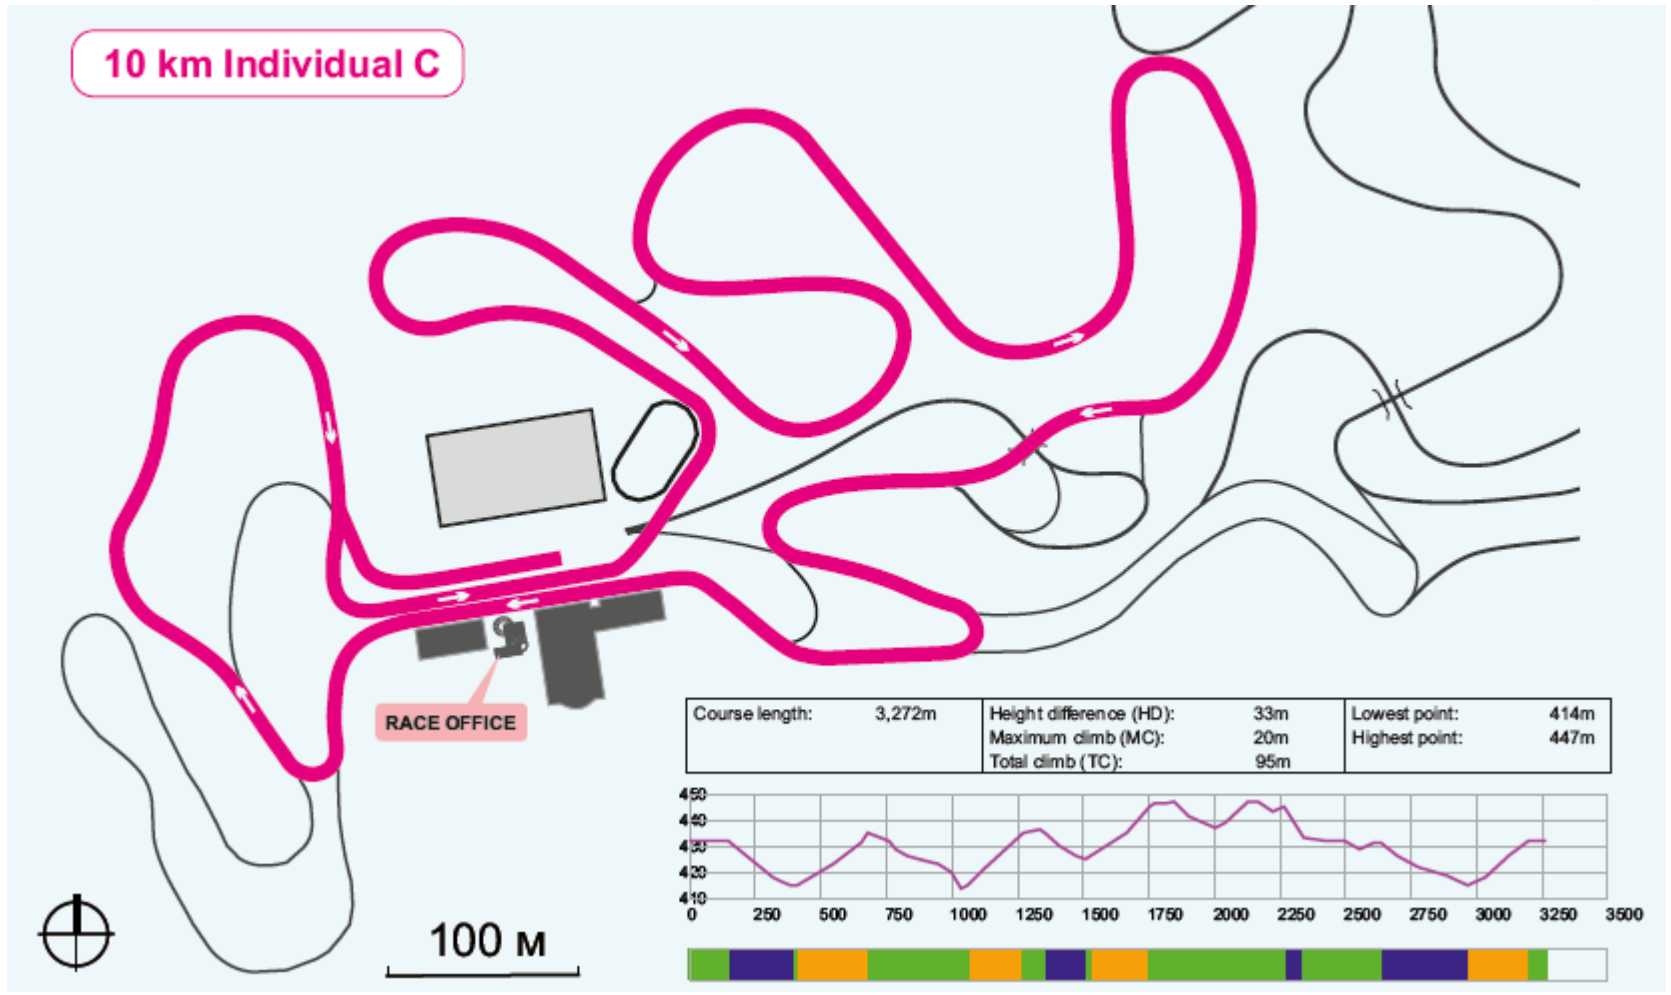 10 km Individual C
RACE OFFICE
Course length: 3,272m
Height difference (HD): 33m
Maximum climb (MC): 20m
Total climb (TC): 95m
Lowest point: 414m
Highest point: 447m
450
440
430
420
410
0 250 500 750 1000 1250 1500 1750 2000 2250 2500 2750 3000 3250 3500
100 м